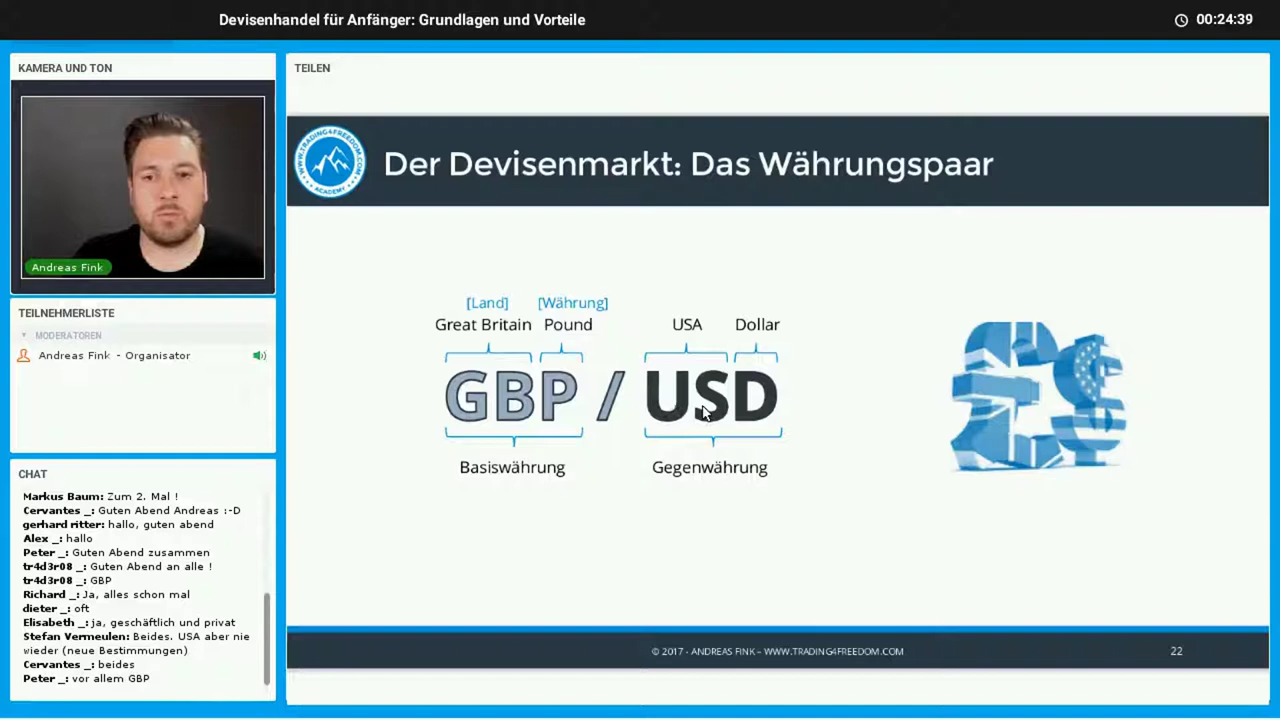 Devisenhandel für Anfänger: Grundlagen und Vorteile
00:24:39
KAMERA UND TON
Andreas Fink
TEILNEHMERLISTE
MODERATOREN
Andreas Fink - Organisator
CHAT
Markus Baum: Zum 2. Mal !
Cervantes _: Guten Abend Andreas :-D
gerhard ritter: hallo, guten abend
Alex _: hallo
Peter _: Guten Abend zusammen
tr4d3r08 _: Guten Abend an alle !
tr4d3r08 _: GBP
Richard _: Ja, alles schon mal
dieter _: oft
Elisabeth _: ja, geschäftlich und privat
Stefan Vermeulen: Beides. USA aber nie
wieder (neue Bestimmungen)
Cervantes _: beides
Peter _: vor allem GBP
TEILEN
WWW.TRADING4FREEDOM.COM
ACADEMY
Der Devisenmarkt: Das Währungspaar
[Land] [Währung]
Great Britain Pound USA Dollar
GBP / USD
Basiswährung Gegenwährung
£$
© 2017 - ANDREAS FINK – WWW.TRADING4FREEDOM.COM
22